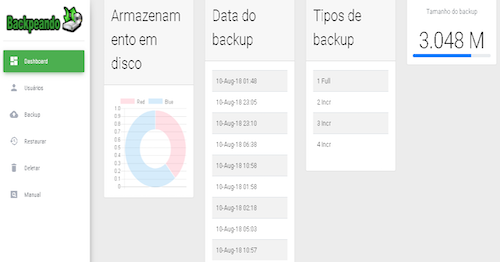 Backpeando
Dashboard
Usuários
Backup
Restaurar
Deletar
Manual
Armazenam
ento em
disco
Red Blue
1.0
0.9
0.8
0.7
0.6
0.5
0.4
0.3
0.2
0.1
0
Data do
backup
10-Aug-18 01:48
10-Aug-18 23:05
10-Aug-18 23:10
10-Aug-18 06:38
10-Aug-18 10:58
10-Aug-18 01:58
10-Aug-18 02:18
10-Aug-18 05:03
10-Aug-18 10:57
Tipos de
backup
1 Full
2 Incr
3 Incr
4 Incr
Tamanho do backup
3.048 M